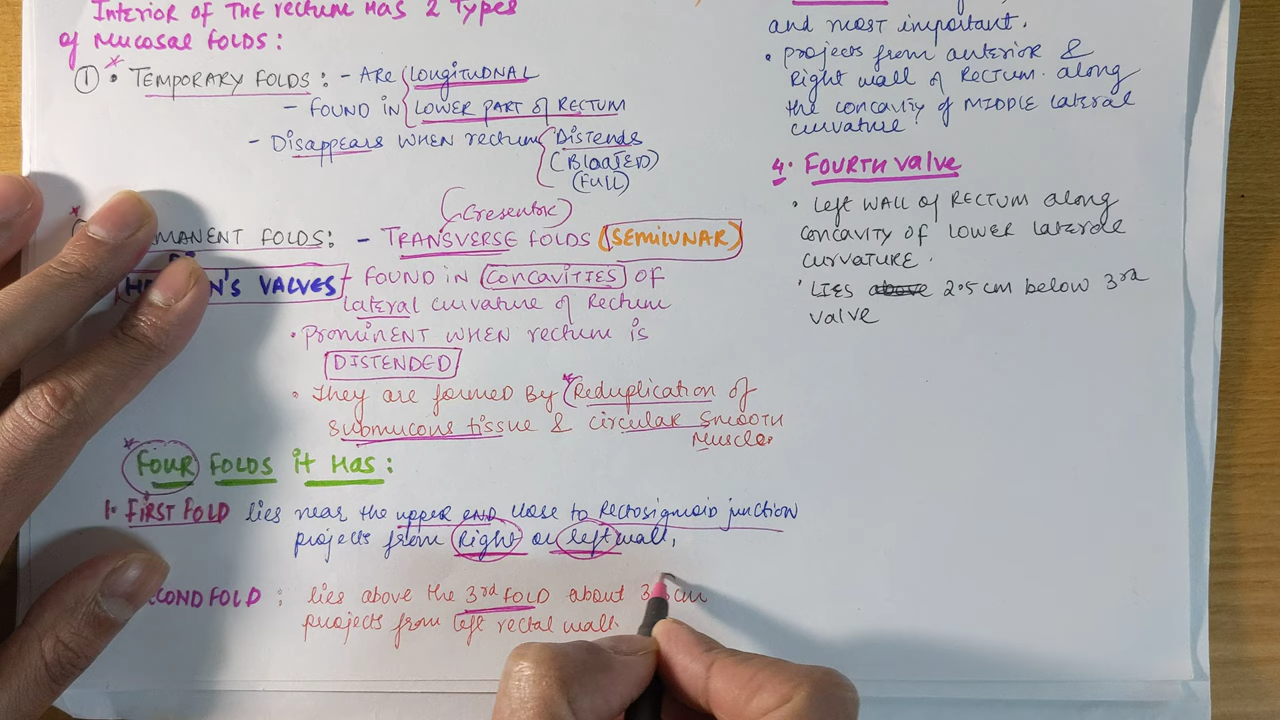 Interior of the rectum has 2 types
of Mucosal folds:
① • TEMPORARY FOLDS: - ARE LONGITUDNAL
- FOUND IN LOWER PART of RECTUM
- Disappears WHEN rectum Distends
(BLOATED)
(FULL)
(Cresentric)
MANENT FOLDS: - TRANSVERSE FOLDS (SEMILUNAR)
N'S VALVES FOUND IN CONCAVITIES OF
lateral curvature of Rectum
• Prominent when rectum is
DISTENDED
• They are formed By Reduplication of
submucous tissue & circular smooth
Muscle.
FOUR FOLDS it HAS:
1. FIRST FOLD lies near the upper end close to Rectosigmoid junction
projects from Right or left wall,
COND FOLD: lies above the 3rd FOLD about cm
projects from left rectal wall.
and most important.
• projects from anterior &
Right wall of RECTUM. along
the concavity of MIDDLE lateral
curvature.
4. FOURTH valve
• left WALL of RECTUM along
concavity of lower laterale
curvature.
• LIES above 2.5 cm below 3rd
valve